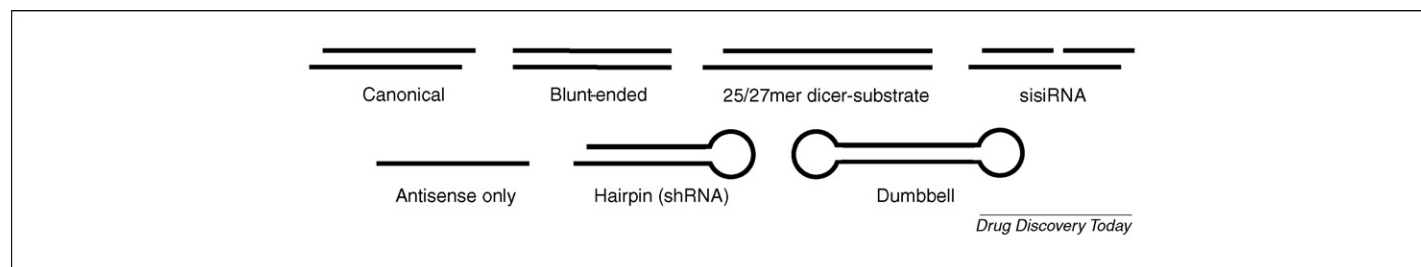 Canonical
Blunt-ended
25/27mer dicer-substrate
sisiRNA
Antisense only
Hairpin (shRNA)
Dumbbell
Drug Discovery Today